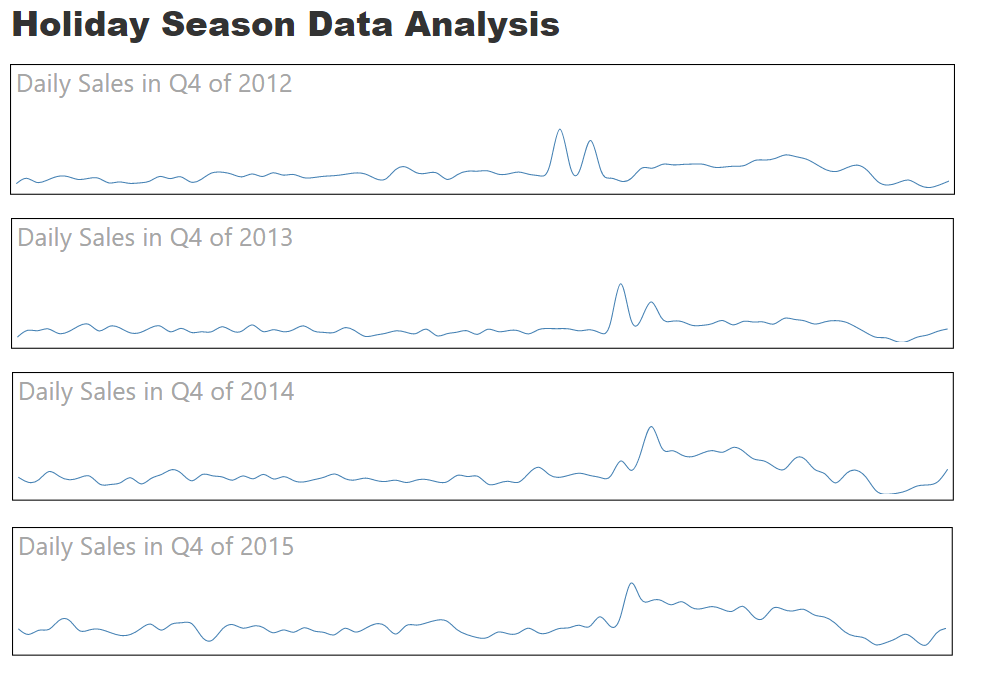 Holiday Season Data Analysis
Daily Sales in Q4 of 2012
Daily Sales in Q4 of 2013
Daily Sales in Q4 of 2014
Daily Sales in Q4 of 2015